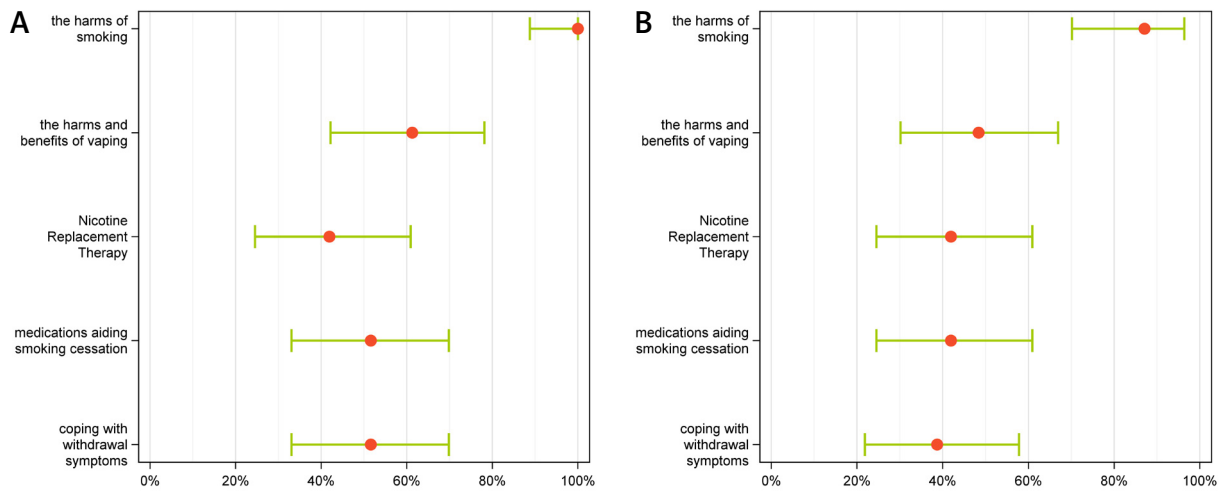 A
the harms of
smoking
the harms and
benefits of vaping
Nicotine
Replacement
Therapy
medications aiding
smoking cessation
coping with
withdrawal
symptoms
0% 20% 40% 60% 80% 100%
B
the harms of
smoking
the harms and
benefits of vaping
Nicotine
Replacement
Therapy
medications aiding
smoking cessation
coping with
withdrawal
symptoms
0% 20% 40% 60% 80% 100%